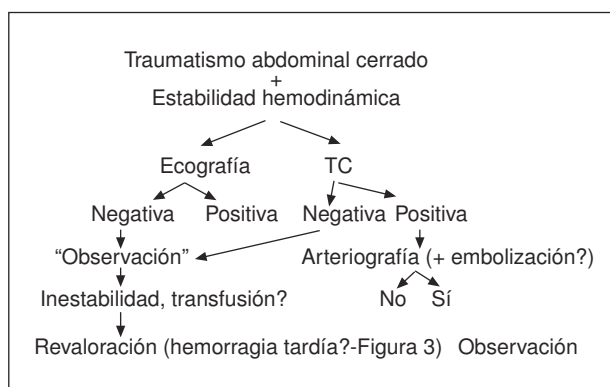 Traumatismo abdominal cerrado
+
Estabilidad hemodinámica
Ecografía TC
Negativa Positiva Negativa Positiva
“Observación” Arteriografía (+ embolización?)
Inestabilidad, transfusión? No Sí
Revaloración (hemorragia tardía?-Figura 3) Observación